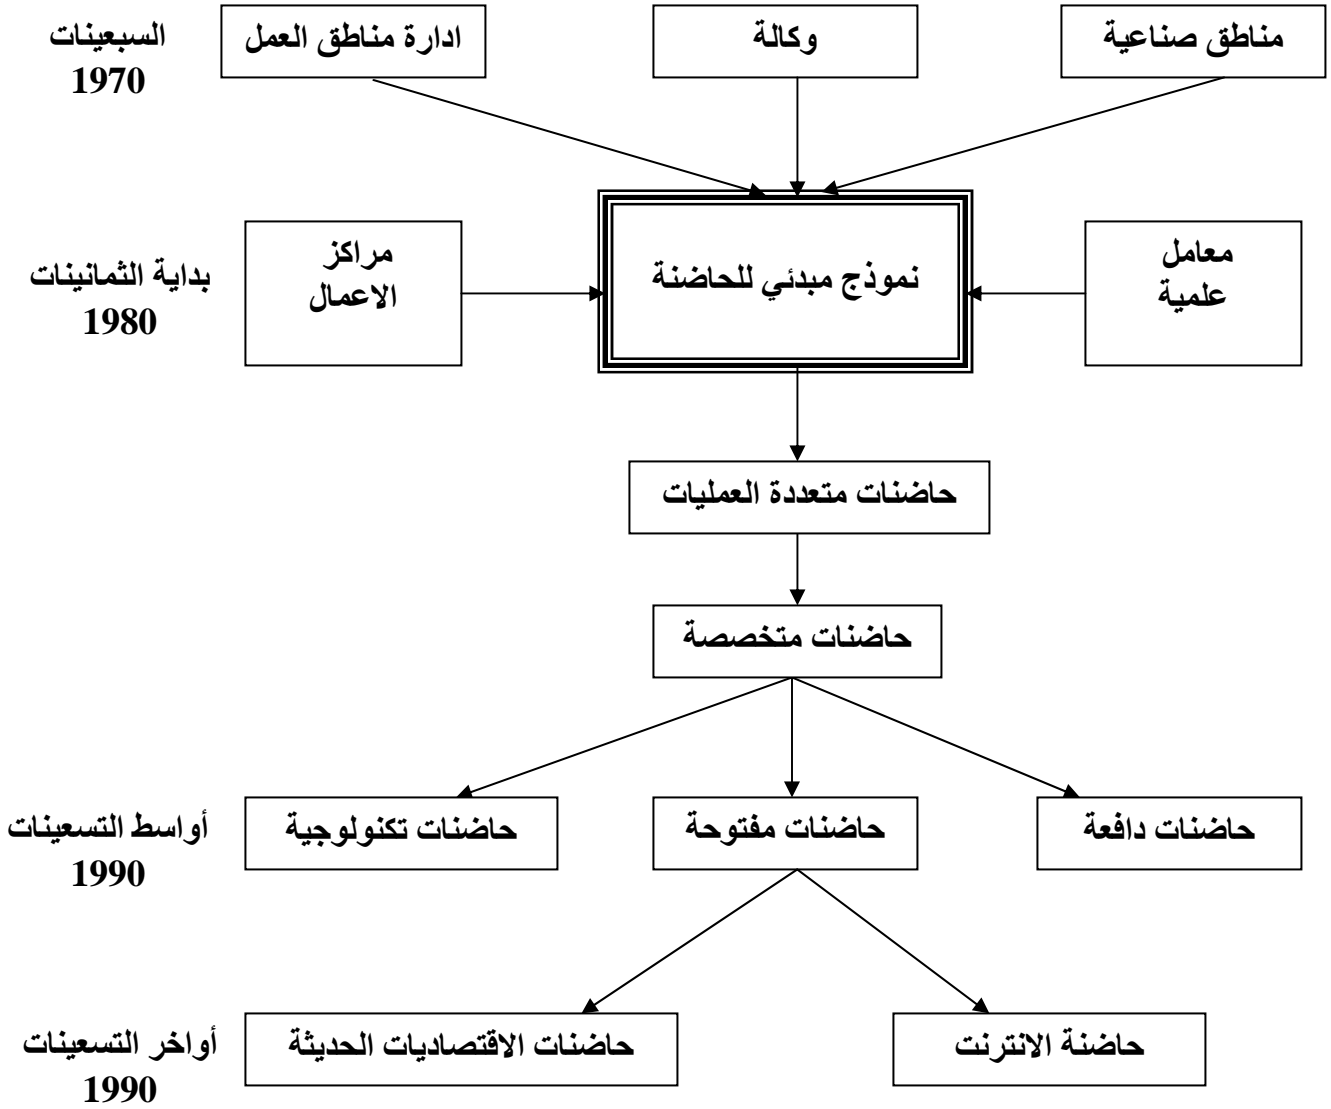 مناطق صناعية
وكالة
ادارة مناطق العمل
السبعينات
1970
معامل
علمية
نموذج مبدئي للحاضنة
مراكز
الاعمال
بداية الثمانينات
1980
حاضنات متعددة العمليات
حاضنات متخصصة
حاضنات دافعة
حاضنات مفتوحة
حاضنات تكنولوجية
أواسط التسعينات
1990
حاضنة الانترنت
حاضنات الاقتصاديات الحديثة
أواخر التسعينات
1990